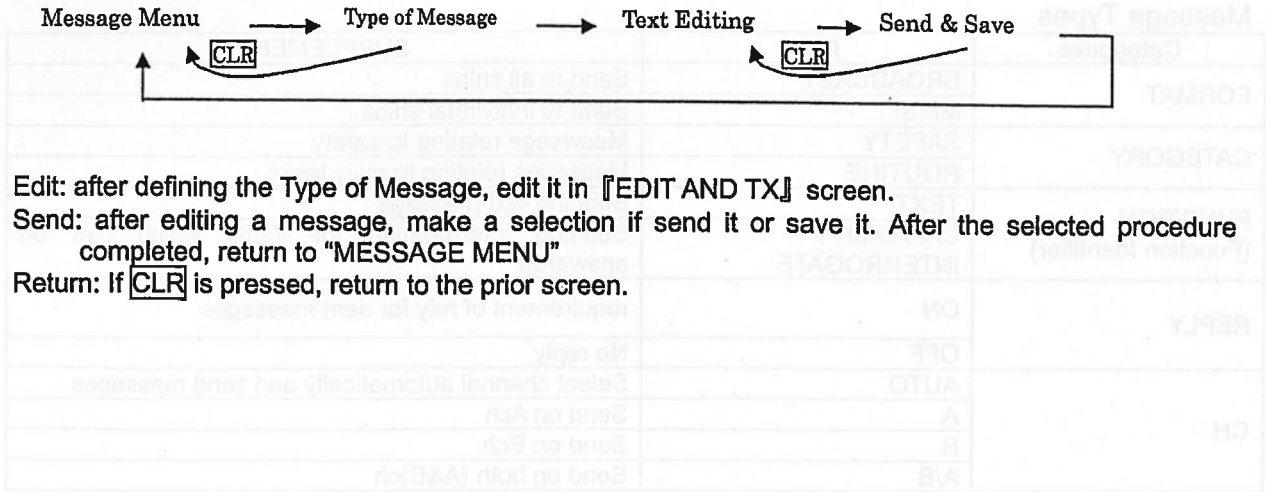 Message Menu Type of Message Text Editing Send & Save
CLR CLR
Edit: after defining the Type of Message, edit it in 『EDIT AND TX』 screen.
Send: after editing a message, make a selection if send it or save it. After the selected procedure
completed, return to “MESSAGE MENU”
Return: If CLR is pressed, return to the prior screen.